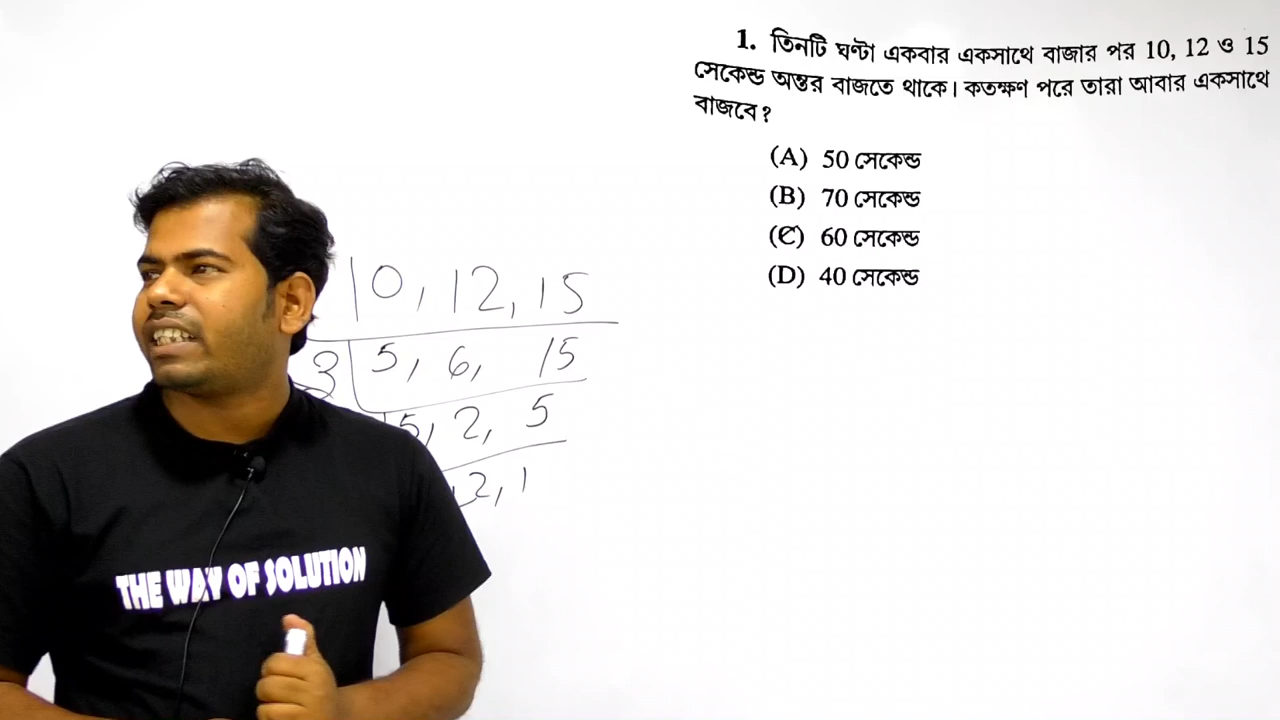 1. তিনটি ঘণ্টা একবার একসাথে বাজার পর 10, 12 ও 15
সেকেন্ড অন্তর বাজতে থাকে। কতক্ষণ পরে তারা আবার একসাথে
বাজবে?
(A) 50 সেকেন্ড
(B) 70 সেকেন্ড
(C) 60 সেকেন্ড
(D) 40 সেকেন্ড
10, 12, 15
3 5, 6, 15
5, 2, 5
, 2, 1
THE WAY OF SOLUTION